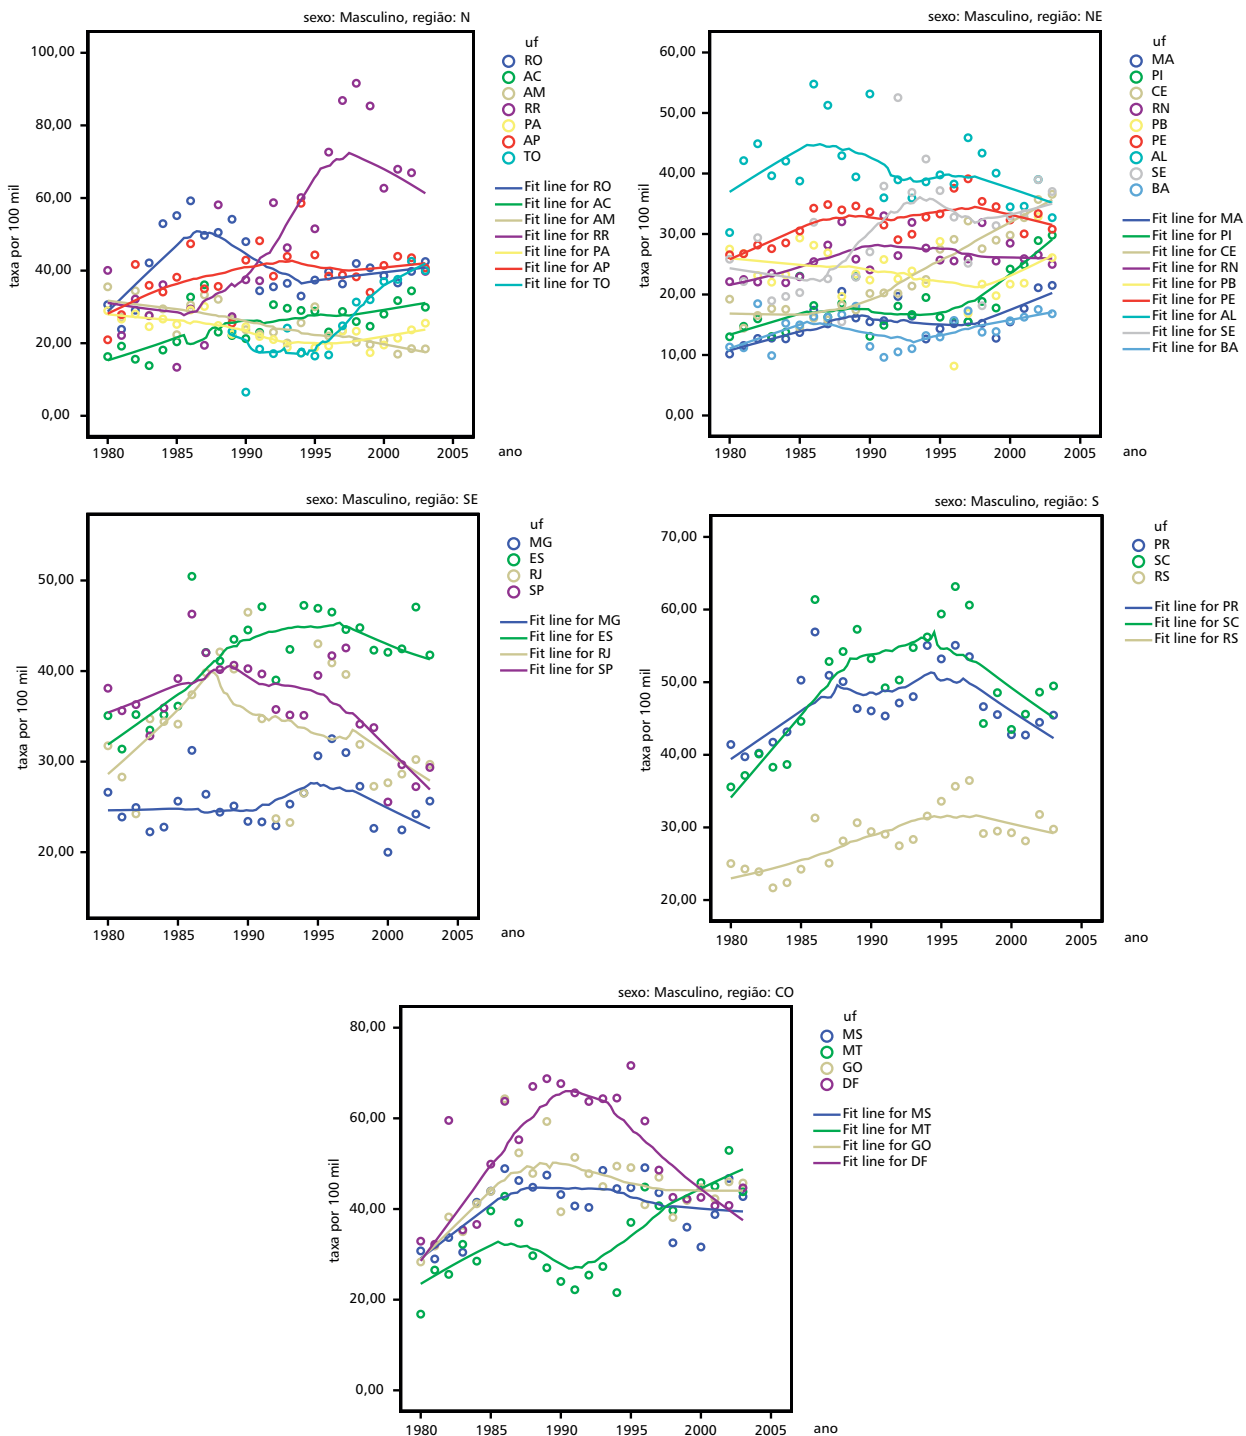 sexo: Masculino, região: N
taxa por 100 mil
100,00
80,00
60,00
40,00
20,00
0,00
1980 1985 1990 1995 2000 2005 ano
uf
RO
AC
AM
RR
PA
AP
TO
Fit line for RO
Fit line for AC
Fit line for AM
Fit line for RR
Fit line for PA
Fit line for AP
Fit line for TO
sexo: Masculino, região: NE
taxa por 100 mil
60,00
50,00
40,00
30,00
20,00
10,00
0,00
1980 1985 1990 1995 2000 2005 ano
uf
MA
PI
CE
RN
PB
PE
AL
SE
BA
Fit line for MA
Fit line for PI
Fit line for CE
Fit line for RN
Fit line for PB
Fit line for PE
Fit line for AL
Fit line for SE
Fit line for BA
sexo: Masculino, região: SE
taxa por 100 mil
50,00
40,00
30,00
20,00
1980 1985 1990 1995 2000 2005 ano
uf
MG
ES
RJ
SP
Fit line for MG
Fit line for ES
Fit line for RJ
Fit line for SP
sexo: Masculino, região: S
taxa por 100 mil
70,00
60,00
50,00
40,00
30,00
20,00
1980 1985 1990 1995 2000 2005 ano
uf
PR
SC
RS
Fit line for PR
Fit line for SC
Fit line for RS
sexo: Masculino, região: CO
taxa por 100 mil
80,00
60,00
40,00
20,00
0,00
1980 1985 1990 1995 2000 2005 ano
uf
MS
MT
GO
DF
Fit line for MS
Fit line for MT
Fit line for GO
Fit line for DF